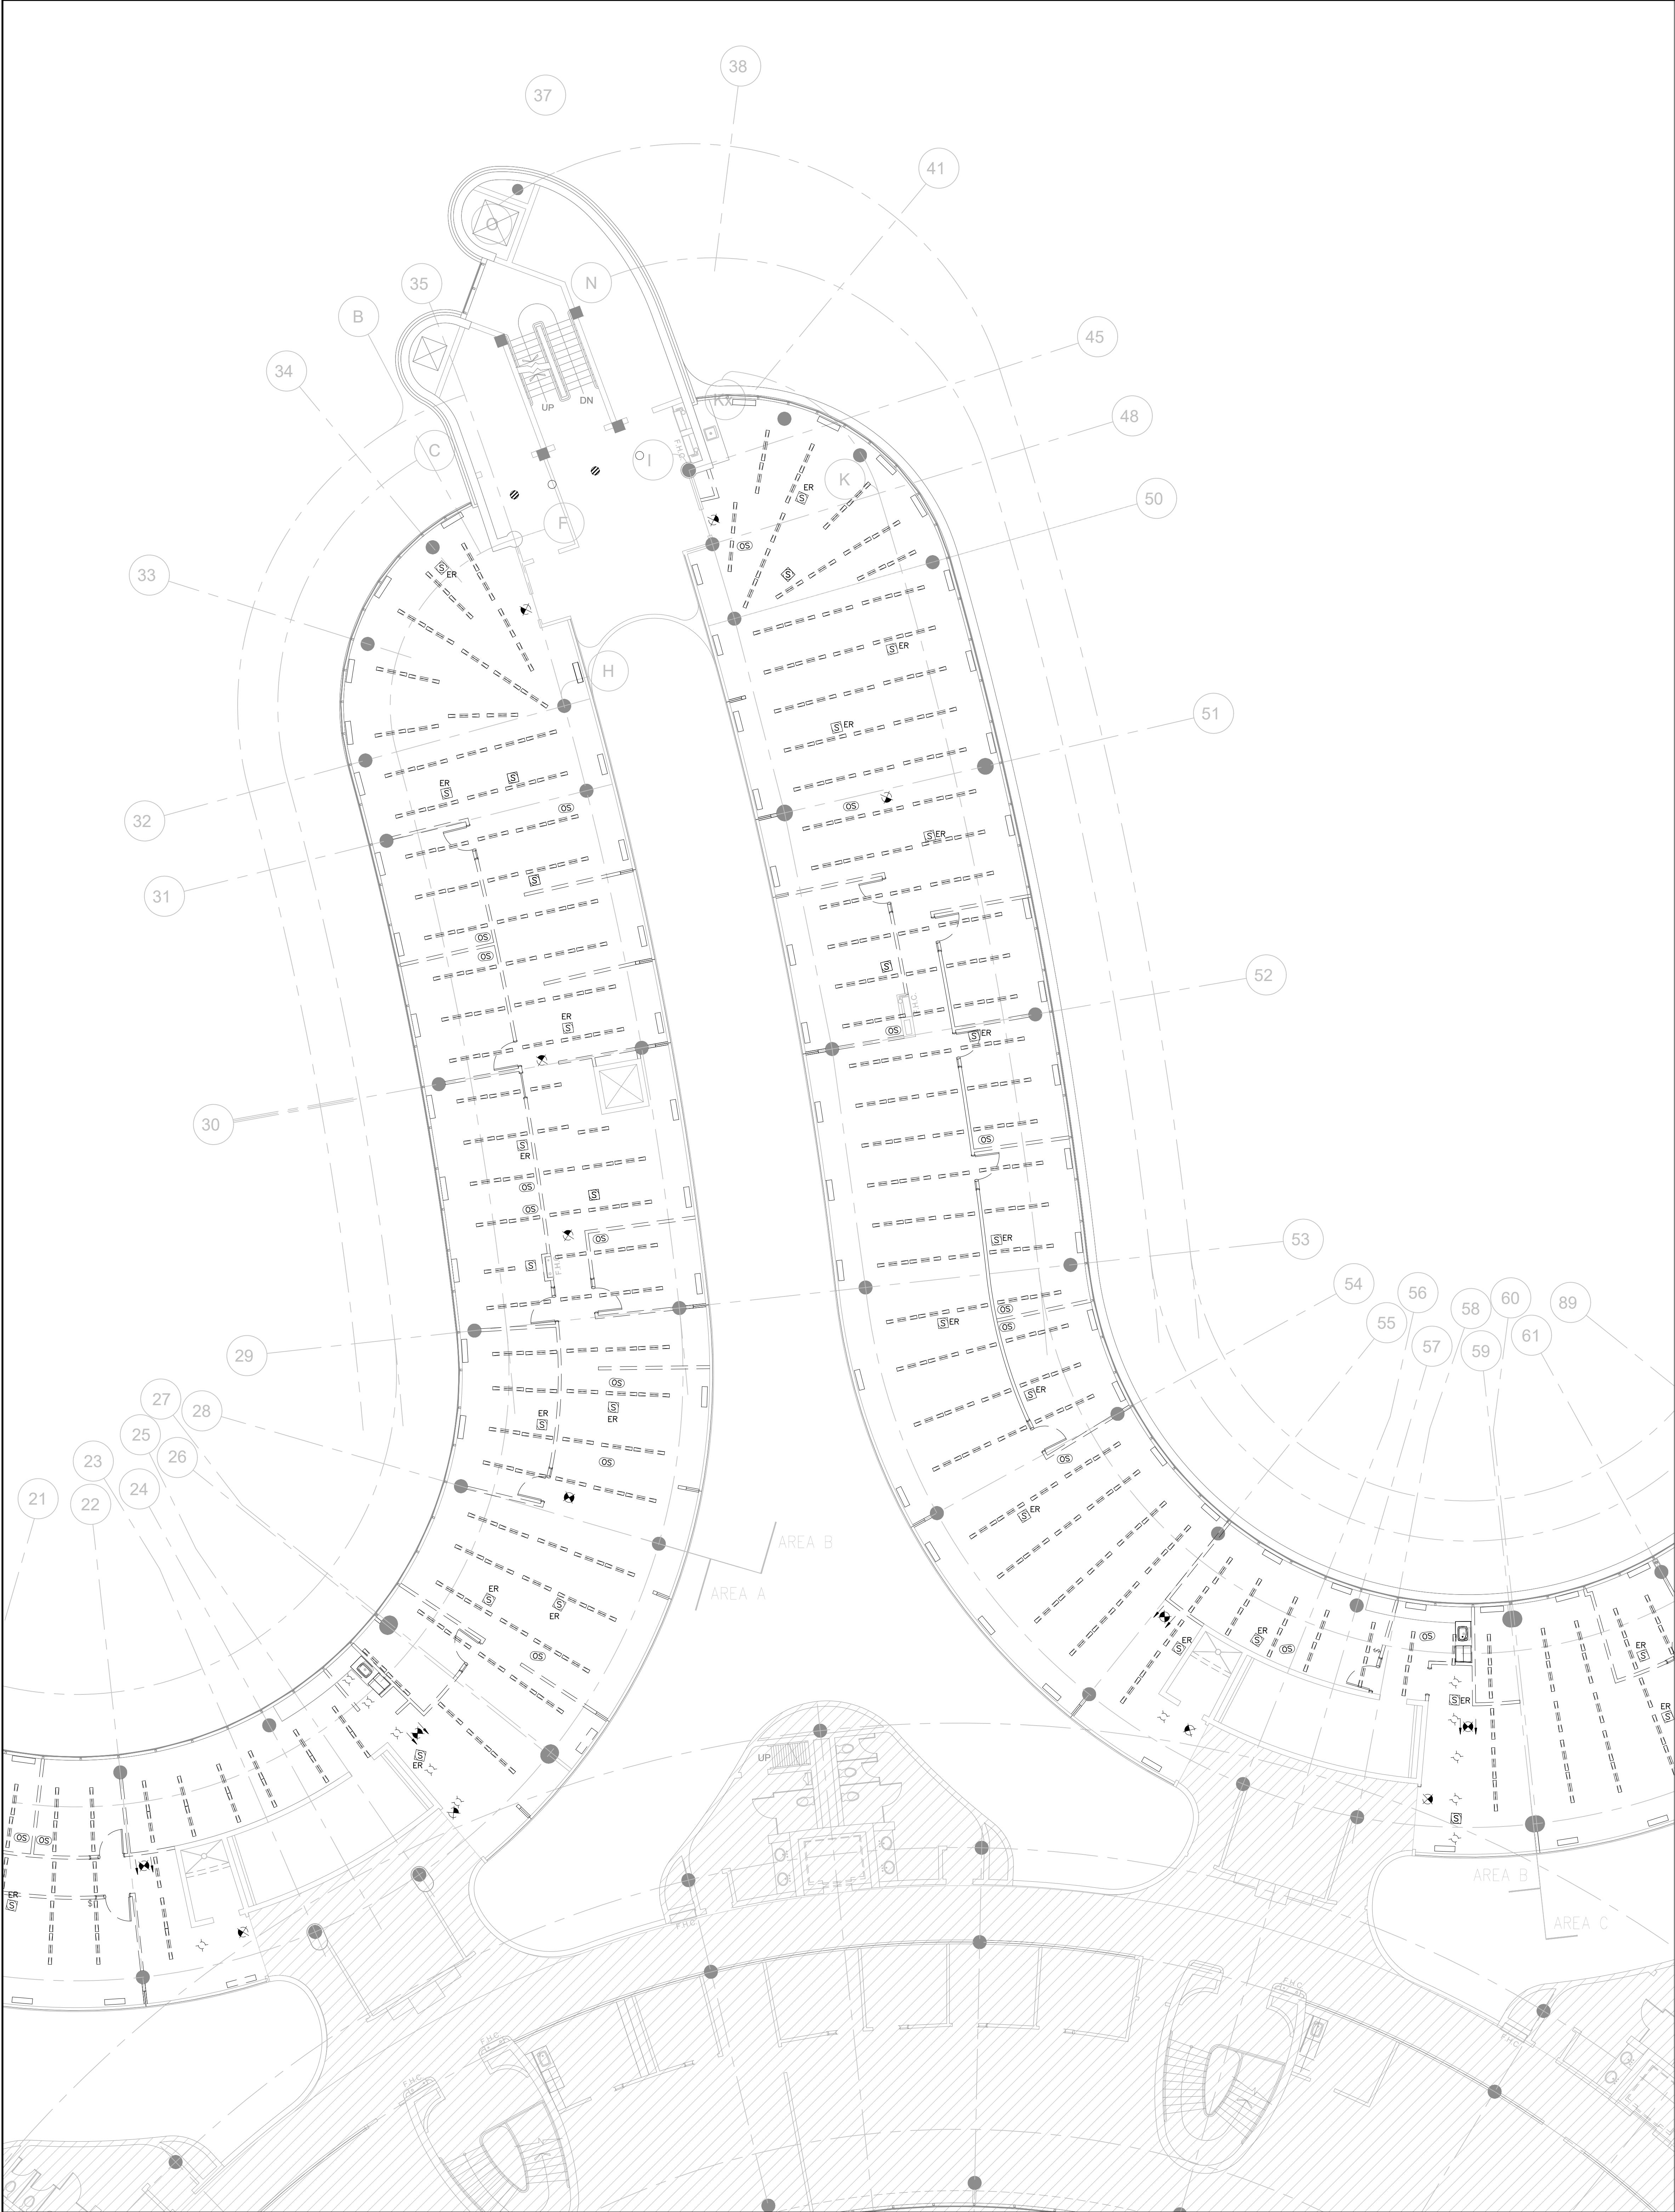 38
37
41
O
35
N
B
45
34
UP
DN
KX
48
C
I
F.H.C.
K
ER
S
50
OS
F
33
S
ER
S
H
S ER
51
S ER
ER
S
S
32
OS
OS
S ER
31
S
OS
OS
S
52
F.H.C.
ER
S
OS
S ER
30
S
ER
OS
OS
OS
S
OS
S ER
53
S
F.H.C.
54
56
60
58
89
55
OS
OS
S ER
61
57
59
29
OS
27
28
ER
S
S
ER
S ER
25
26
23
24
OS
OS
21
22
S ER
AREA B
AREA A
ER
S
S
ER
OS
ER
S
ER
S
OS
OS
$
ER
S
S ER
ER
S
S
ER
UP
S
OS
OS
AREA B
ER
S
$
F.H.C.
AREA C
F.H.C.
F.H.C.
F.H.C.
F.H.C.